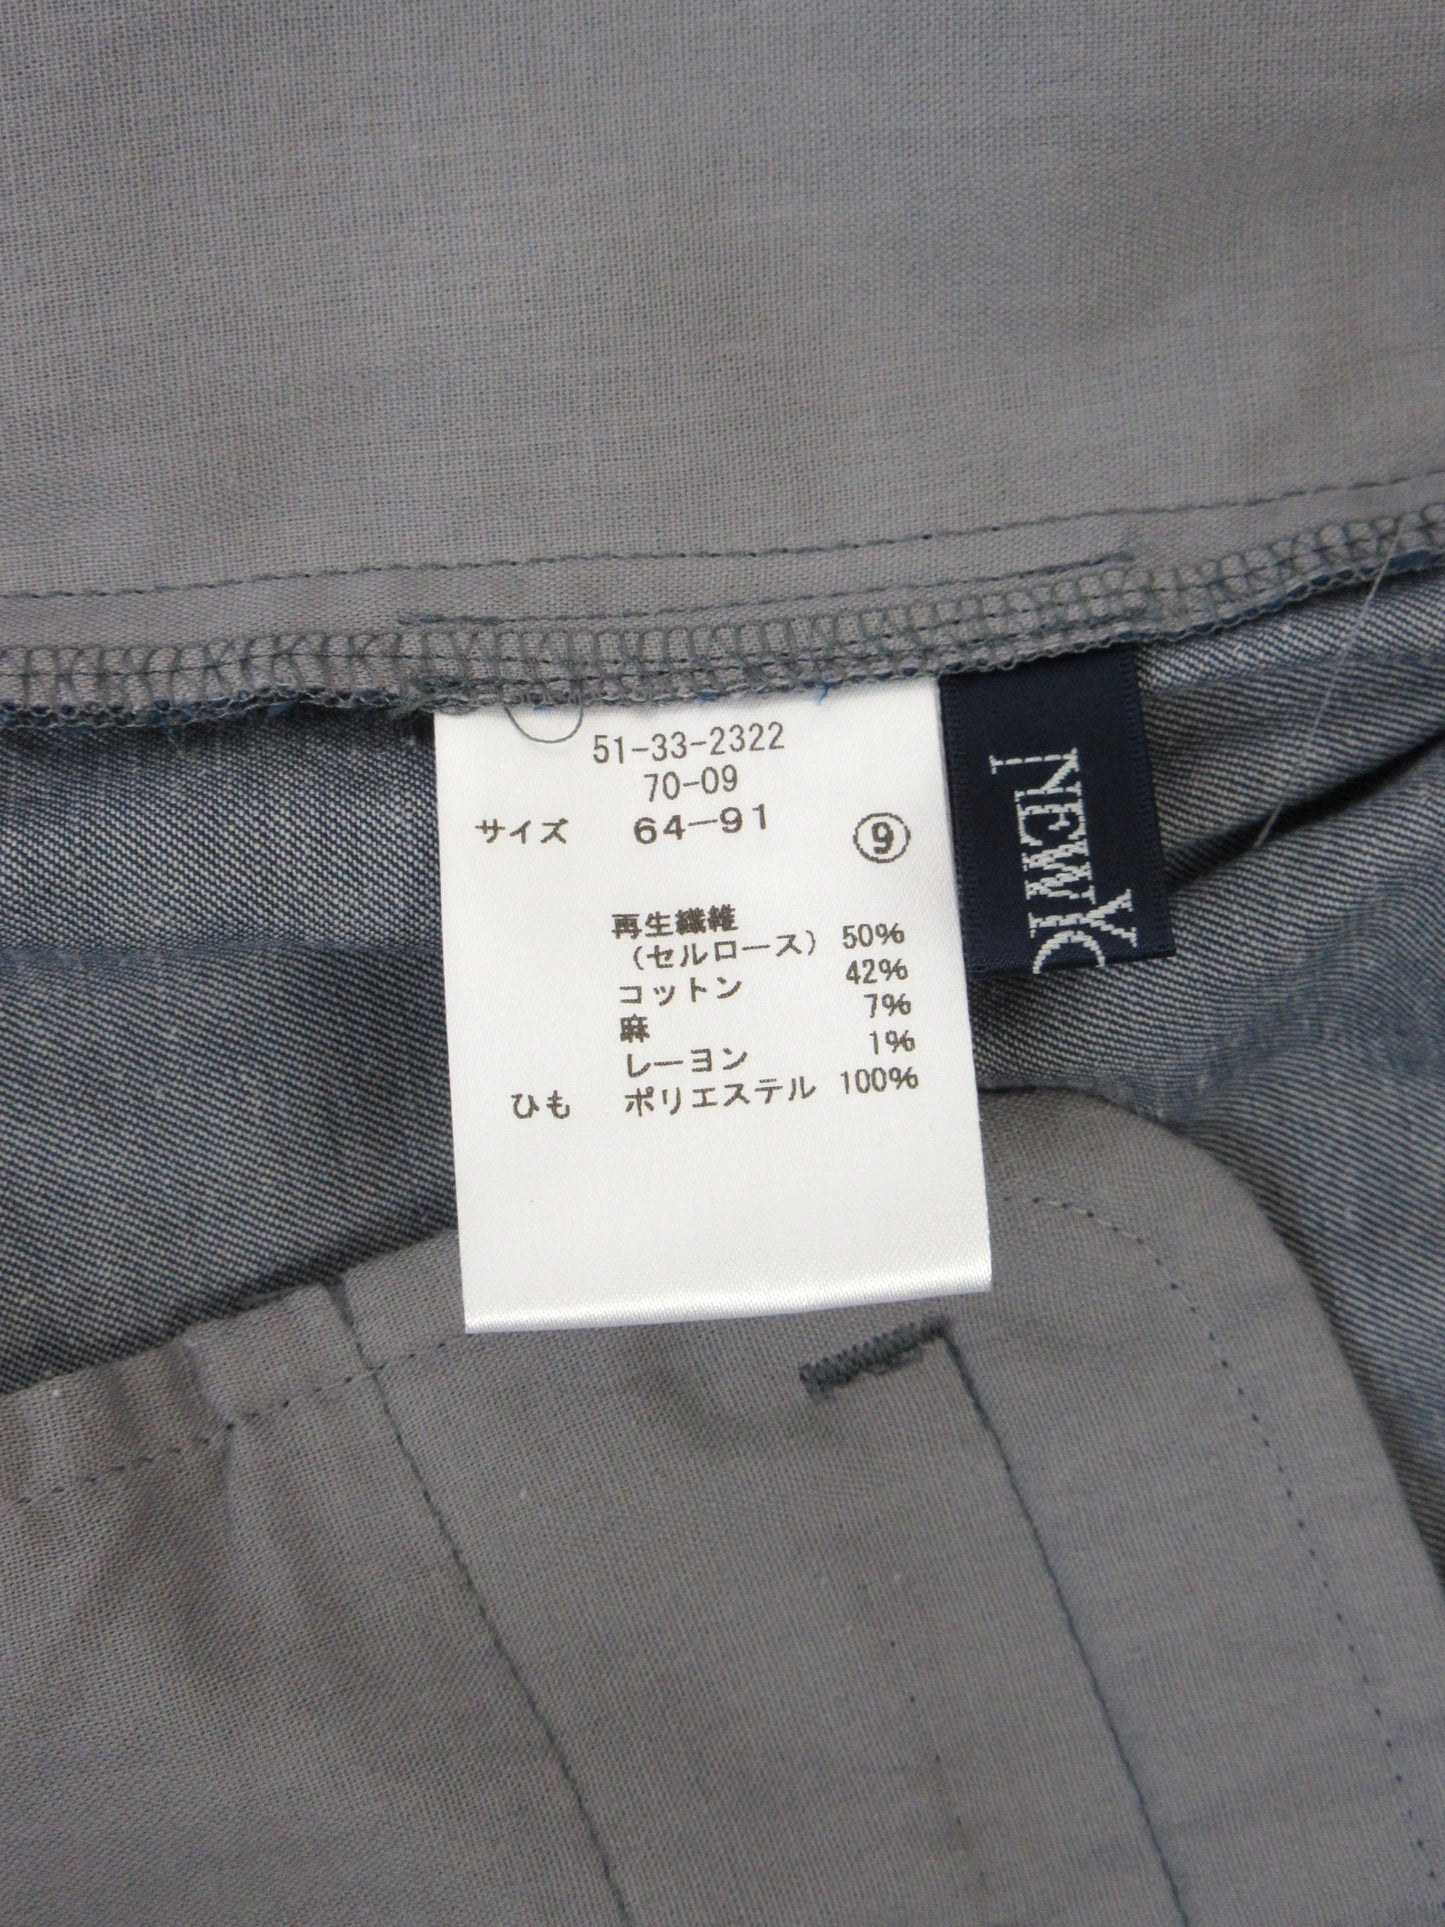 51-33-2322
70-09
サイズ 64-91 ⑨
再生繊維
(セルロース) 50%
コットン 42%
麻 7%
レーヨン 1%
ひも ポリエステル 100%
NEWYO